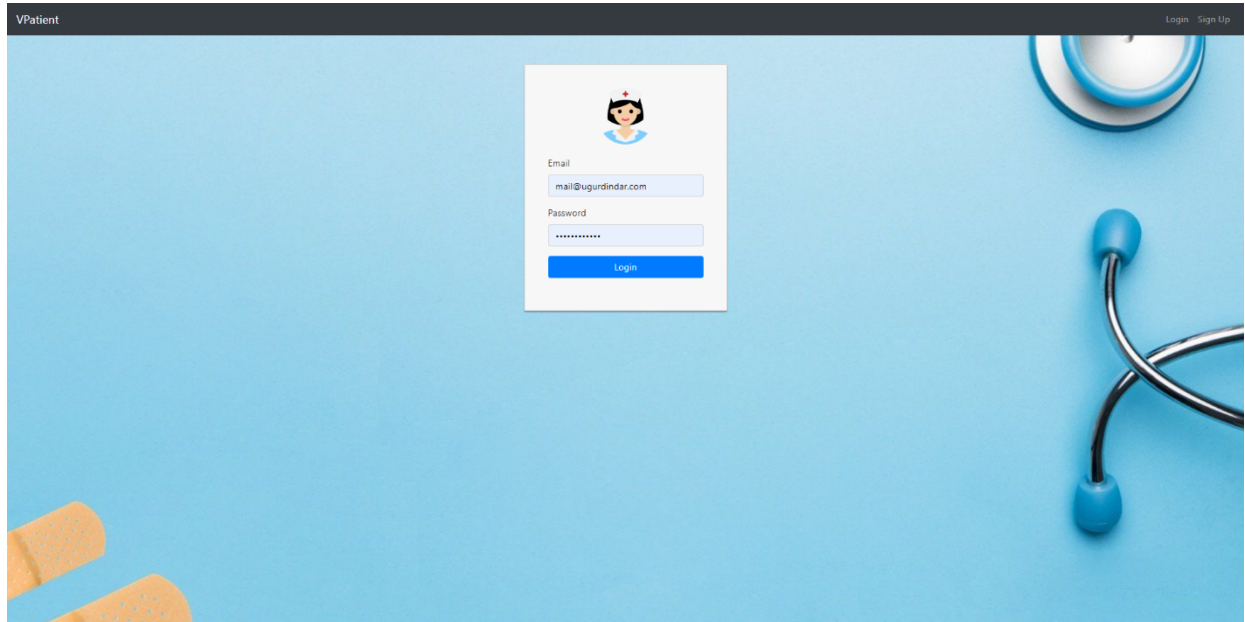 VPatient
Login Sign Up
Email
mail@ugurdindar.com
Password
••••••••••••
Login